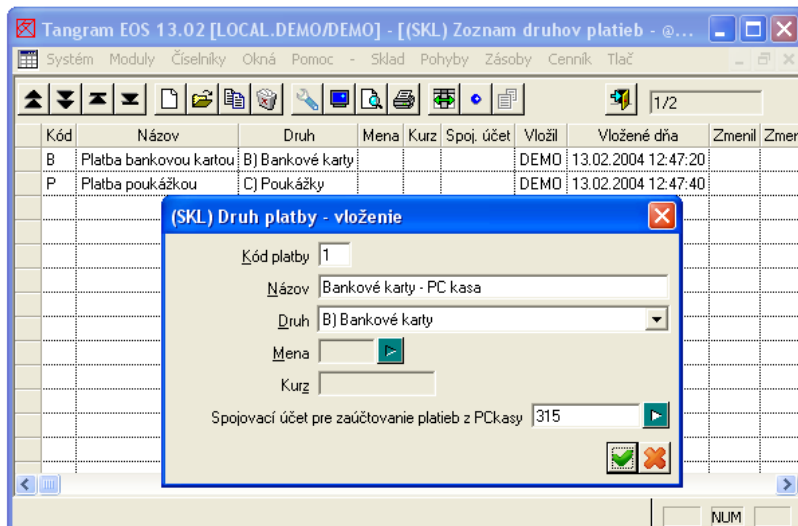 Tangram EOS 13.02 [LOCAL.DEMO/DEMO] - [(SKL) Zoznam druhov platieb - @...
Systém Moduly Číselníky Okná Pomoc - Sklad Pohyby Zásoby Cenník Tlač
1/2
Kód Názov Druh Mena Kurz Spoj. účet Vložil Vložené dňa Zmenil Zmer
B Platba bankovou kartou B) Bankové karty DEMO 13.02.2004 12:47:20
P Platba poukážkou C) Poukážky DEMO 13.02.2004 12:47:40
(SKL) Druh platby - vloženie
Kód platby 1
Názov Bankové karty - PC kasa
Druh B) Bankové karty
Mena
Kurz
Spojovací účet pre zaúčtovanie platieb z PCkasy 315
NUM